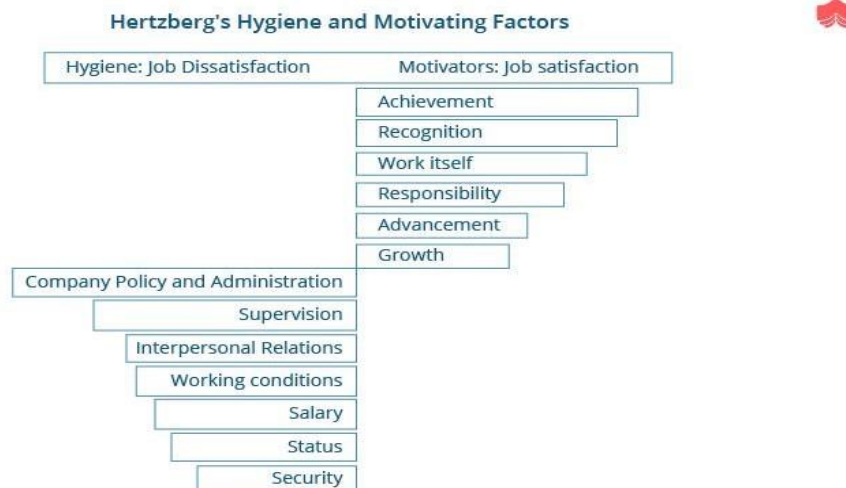 Hertzberg's Hygiene and Motivating Factors
Hygiene: Job Dissatisfaction Motivators: Job satisfaction
Achievement
Recognition
Work itself
Responsibility
Advancement
Growth
Company Policy and Administration
Supervision
Interpersonal Relations
Working conditions
Salary
Status
Security